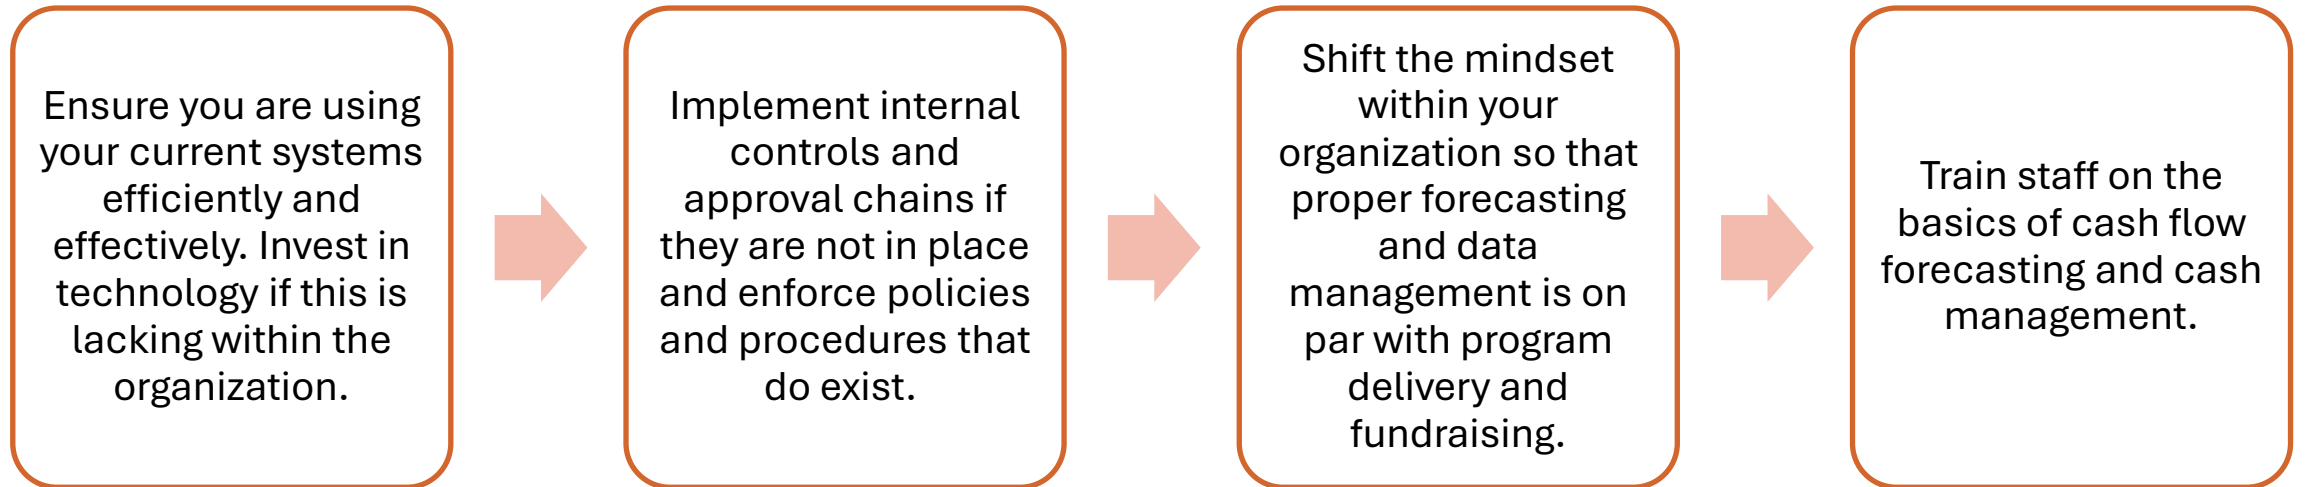 Ensure you are using
your current systems
efficiently and
effectively. Invest in
technology if this is
lacking within the
organization.
Implement internal
controls and
approval chains if
they are not in place
and enforce policies
and procedures that
do exist.
Shift the mindset
within your
organization so that
proper forecasting
and data
management is on
par with program
delivery and
fundraising.
Train staff on the
basics of cash flow
forecasting and cash
management.